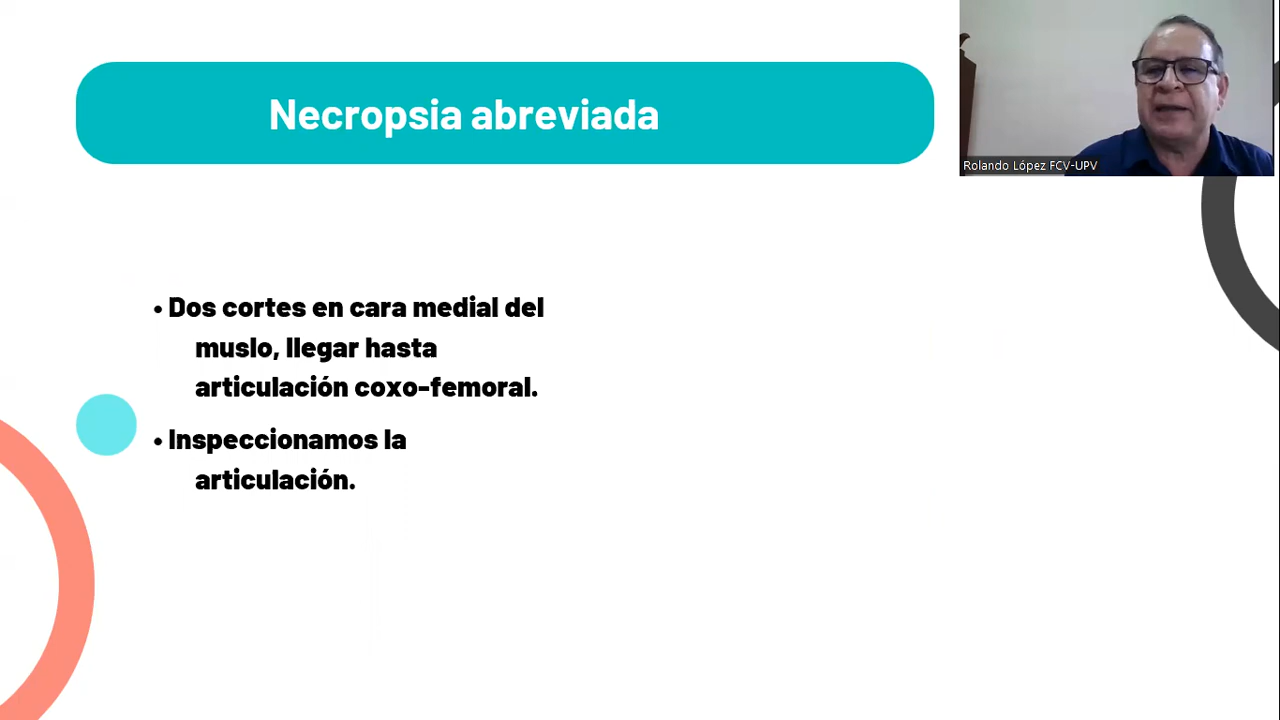 Necropsia abreviada
Rolando López FCV-UPV
• Dos cortes en cara medial del
muslo, llegar hasta
articulación coxo-femoral.
• Inspeccionamos la
articulación.